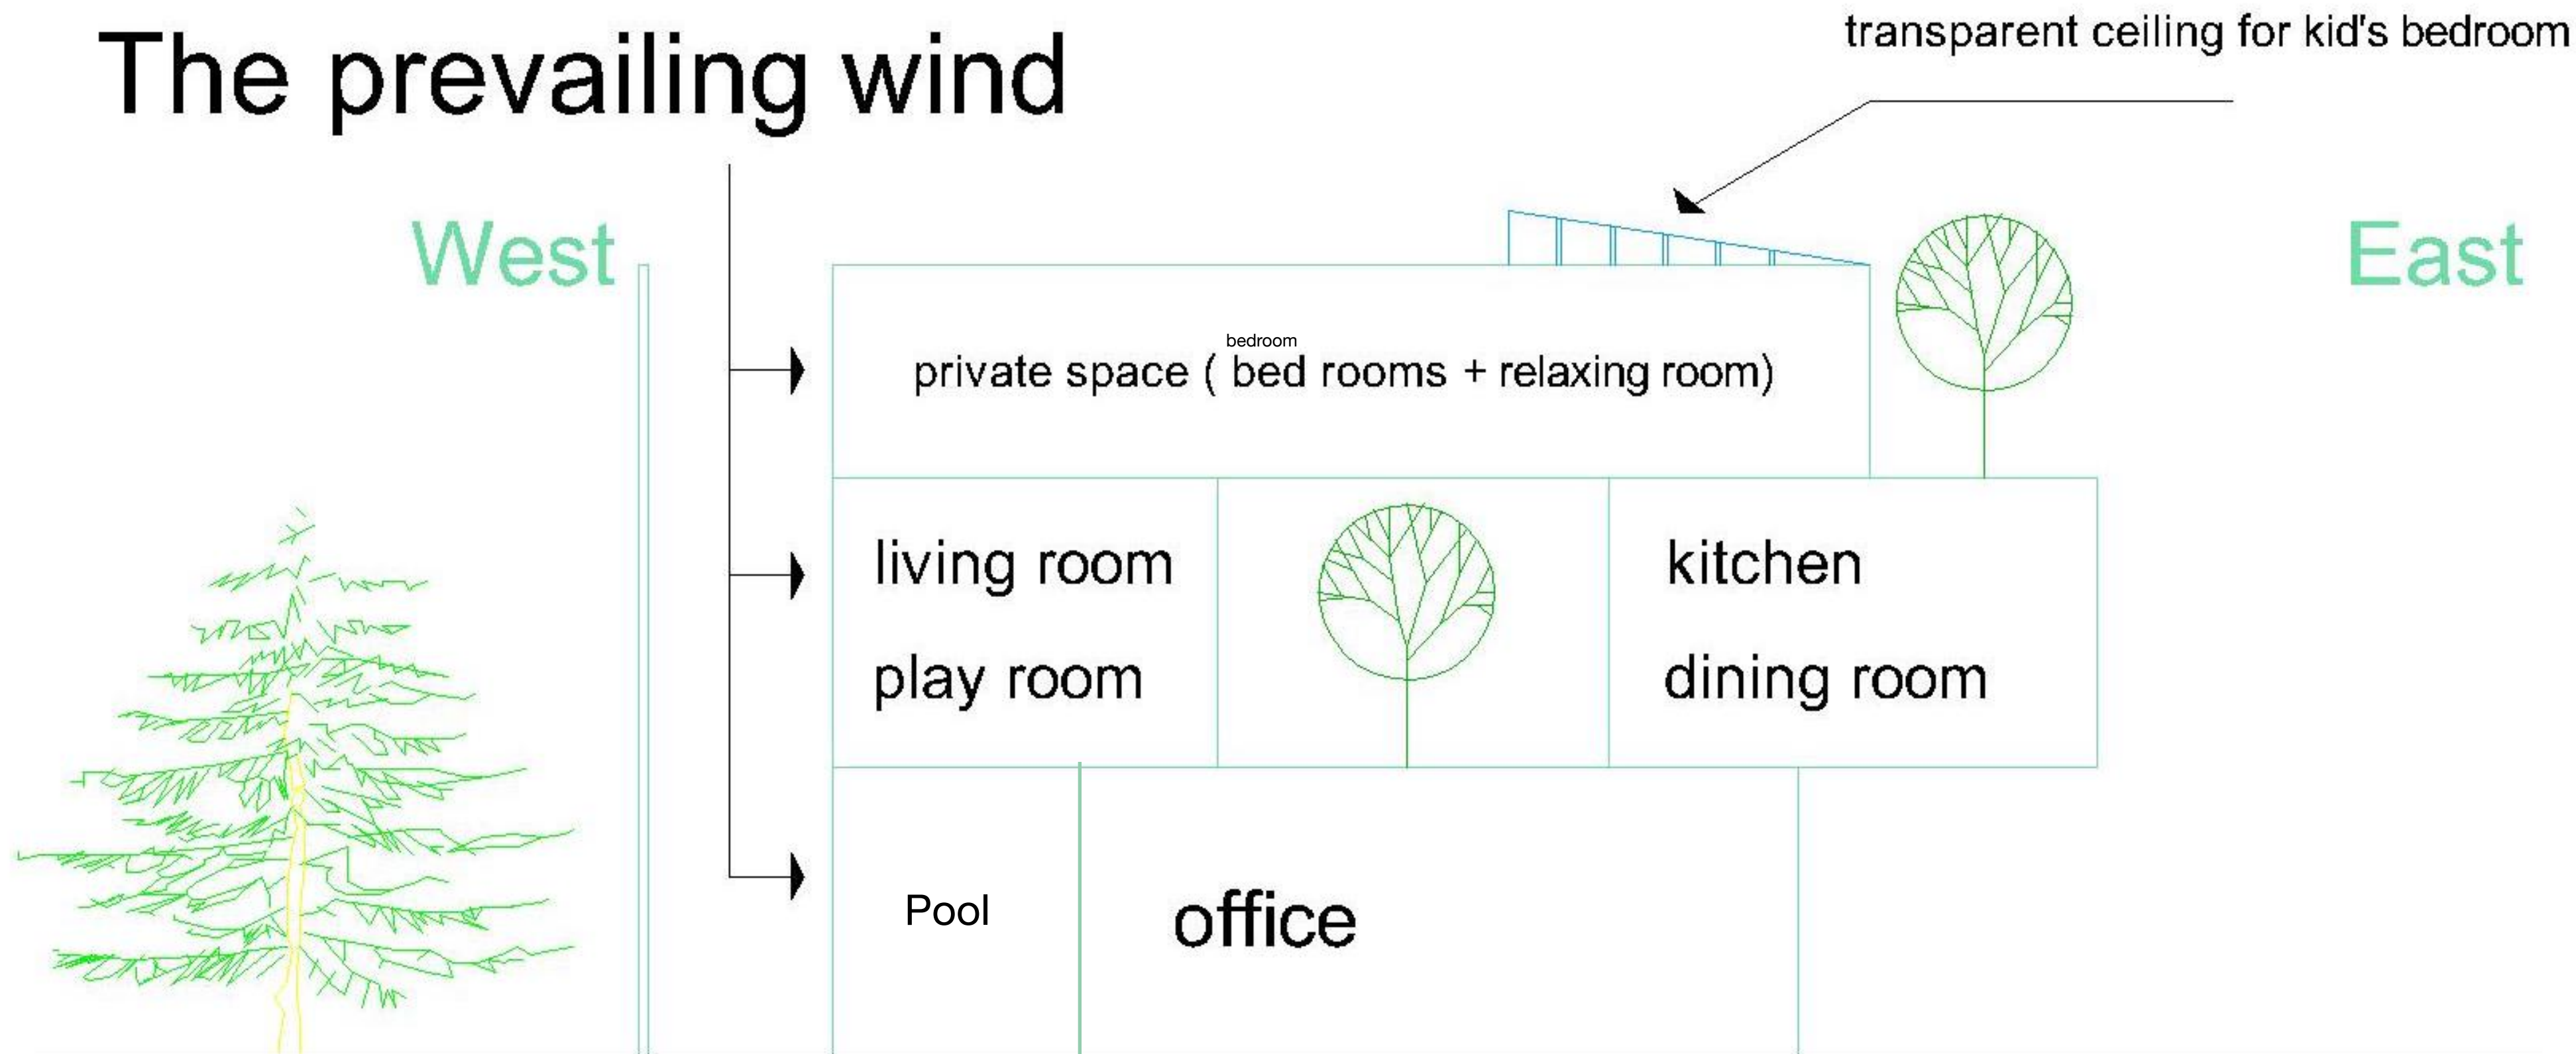 The prevailing wind
transparent ceiling for kid's bedroom
West
East
bedroom
private space ( bed rooms + relaxing room)
living room
kitchen
play room
dining room
Pool
office